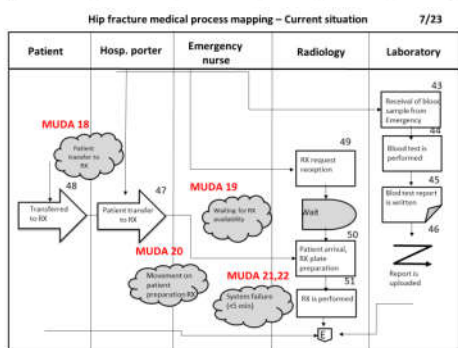 Hip fracture medical process mapping – Current situation 7/23
Patient
Hosp. porter
Emergency
nurse
Radiology
Laboratory
43
Receival of blood
sample from
Emergency
44
Blood test is
performed
45
Blod test report
is written
46
Report is
uploaded
MUDA 18
Patient
transfer to
RX
48
Transferred
to RX
47
Patient transfer
to RX
MUDA 19
Waiting for RX
availability
49
RX request
reception
Wait
50
Patient arrival,
RX plate
preparation
51
RX is performed
E
MUDA 20
Movement on
patient
preparation RX
MUDA 21,22
System failure
(<5 min)